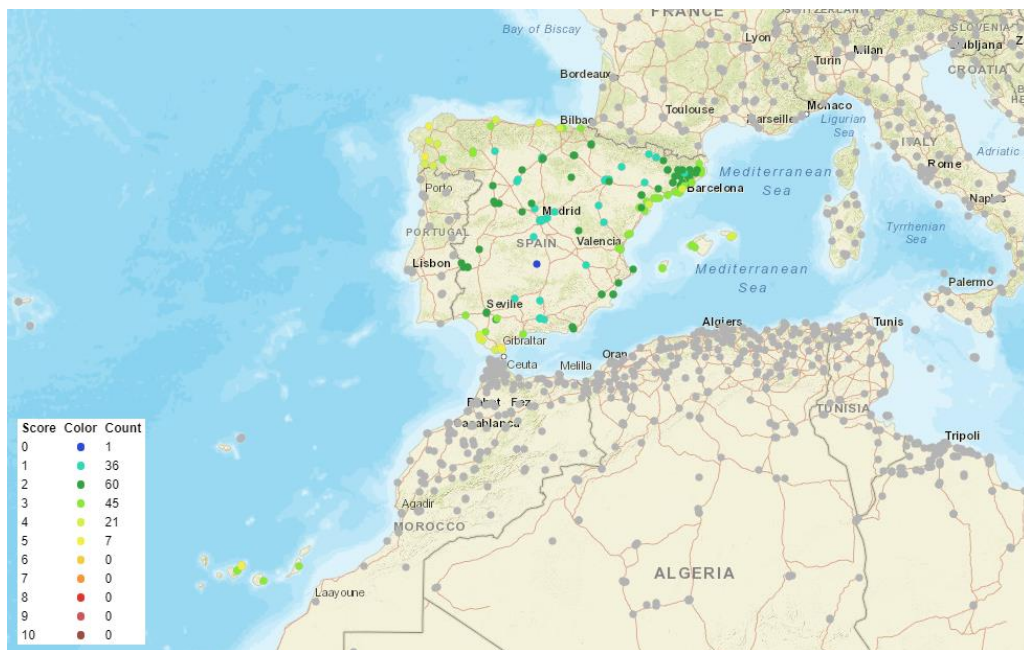 FRANCE
SWITZERLAND
SLOVENIA
Bay of Biscay
Lyon
Milan
Ljubljana
Turin
CROATIA
Bordeaux
Monaco
Toulouse
Marseille
Ligurian
Sea
Bilbao
ITALY
Adriatic
Mediterranean
Sea
Rome
Porto
Barcelona
Naples
Madrid
PORTUGAL
SPAIN
Valencia
Tyrrhenian
Sea
Lisbon
Mediterranean
Sea
Palermo
Seville
Algiers
Tunis
Gibraltar
Oran
Ceuta
Melilla
Rabat
Fez
Casablanca
TUNISIA
Tripoli
Agadir
MOROCCO
ALGERIA
Laayoune
Score Color Count
0 1
1 36
2 60
3 45
4 21
5 7
6 0
7 0
8 0
9 0
10 0